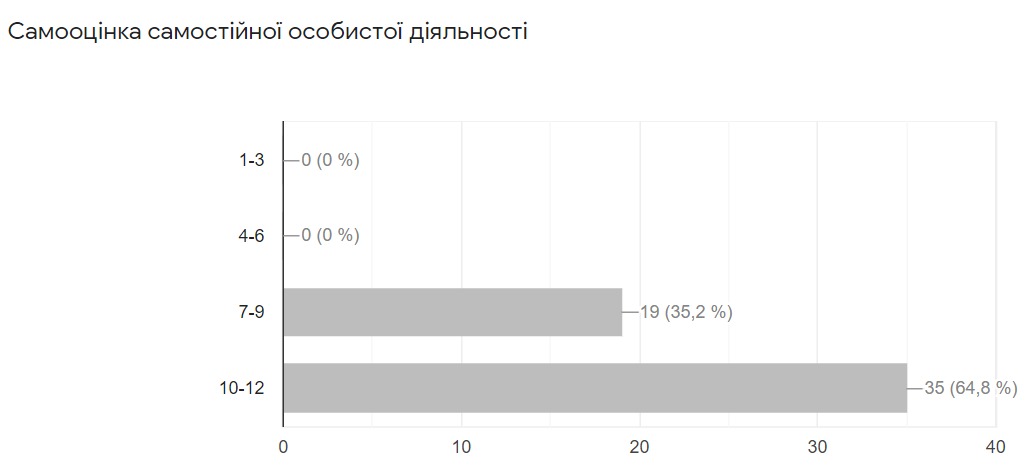 Самооцінка самостійної особистої діяльності
1-3 0 (0 %)
4-6 0 (0 %)
7-9 19 (35,2 %)
10-12 35 (64,8 %)
0 10 20 30 40